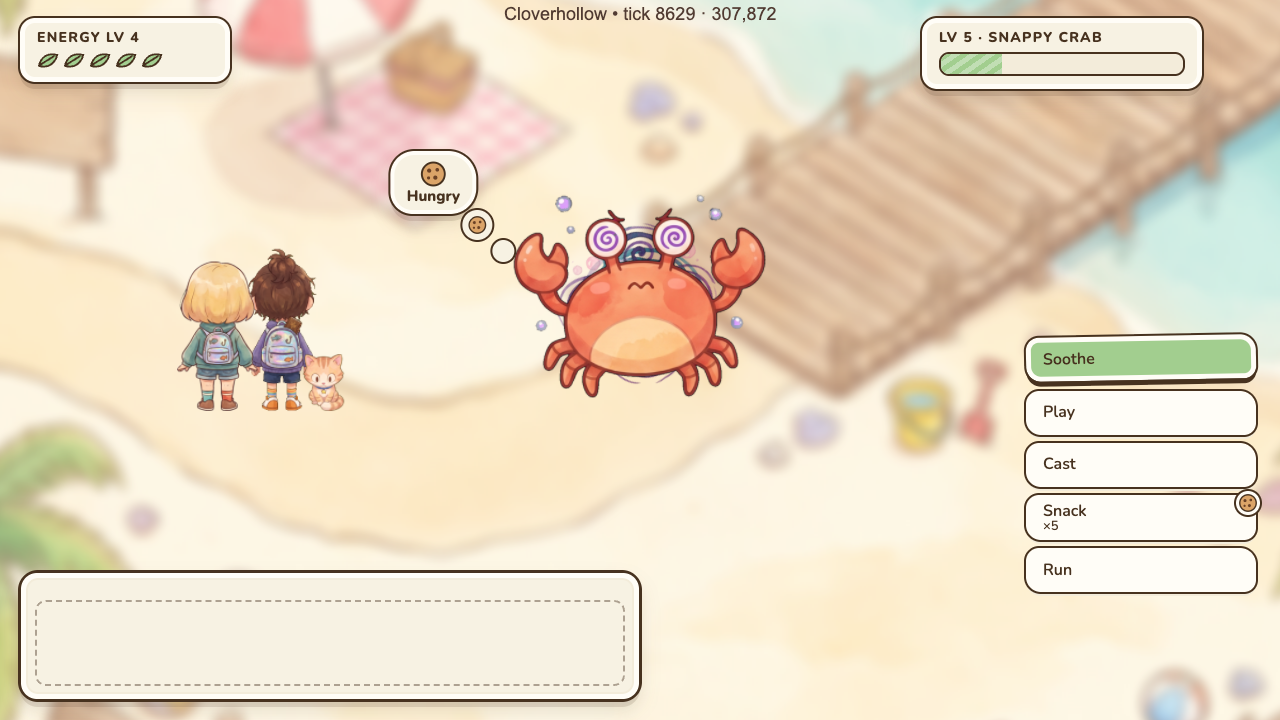 Cloverhollow • tick 8629 · 307,872
ENERGY LV 4
LV 5 · SNAPPY CRAB
Hungry
Soothe
Play
Cast
Snack
×5
Run